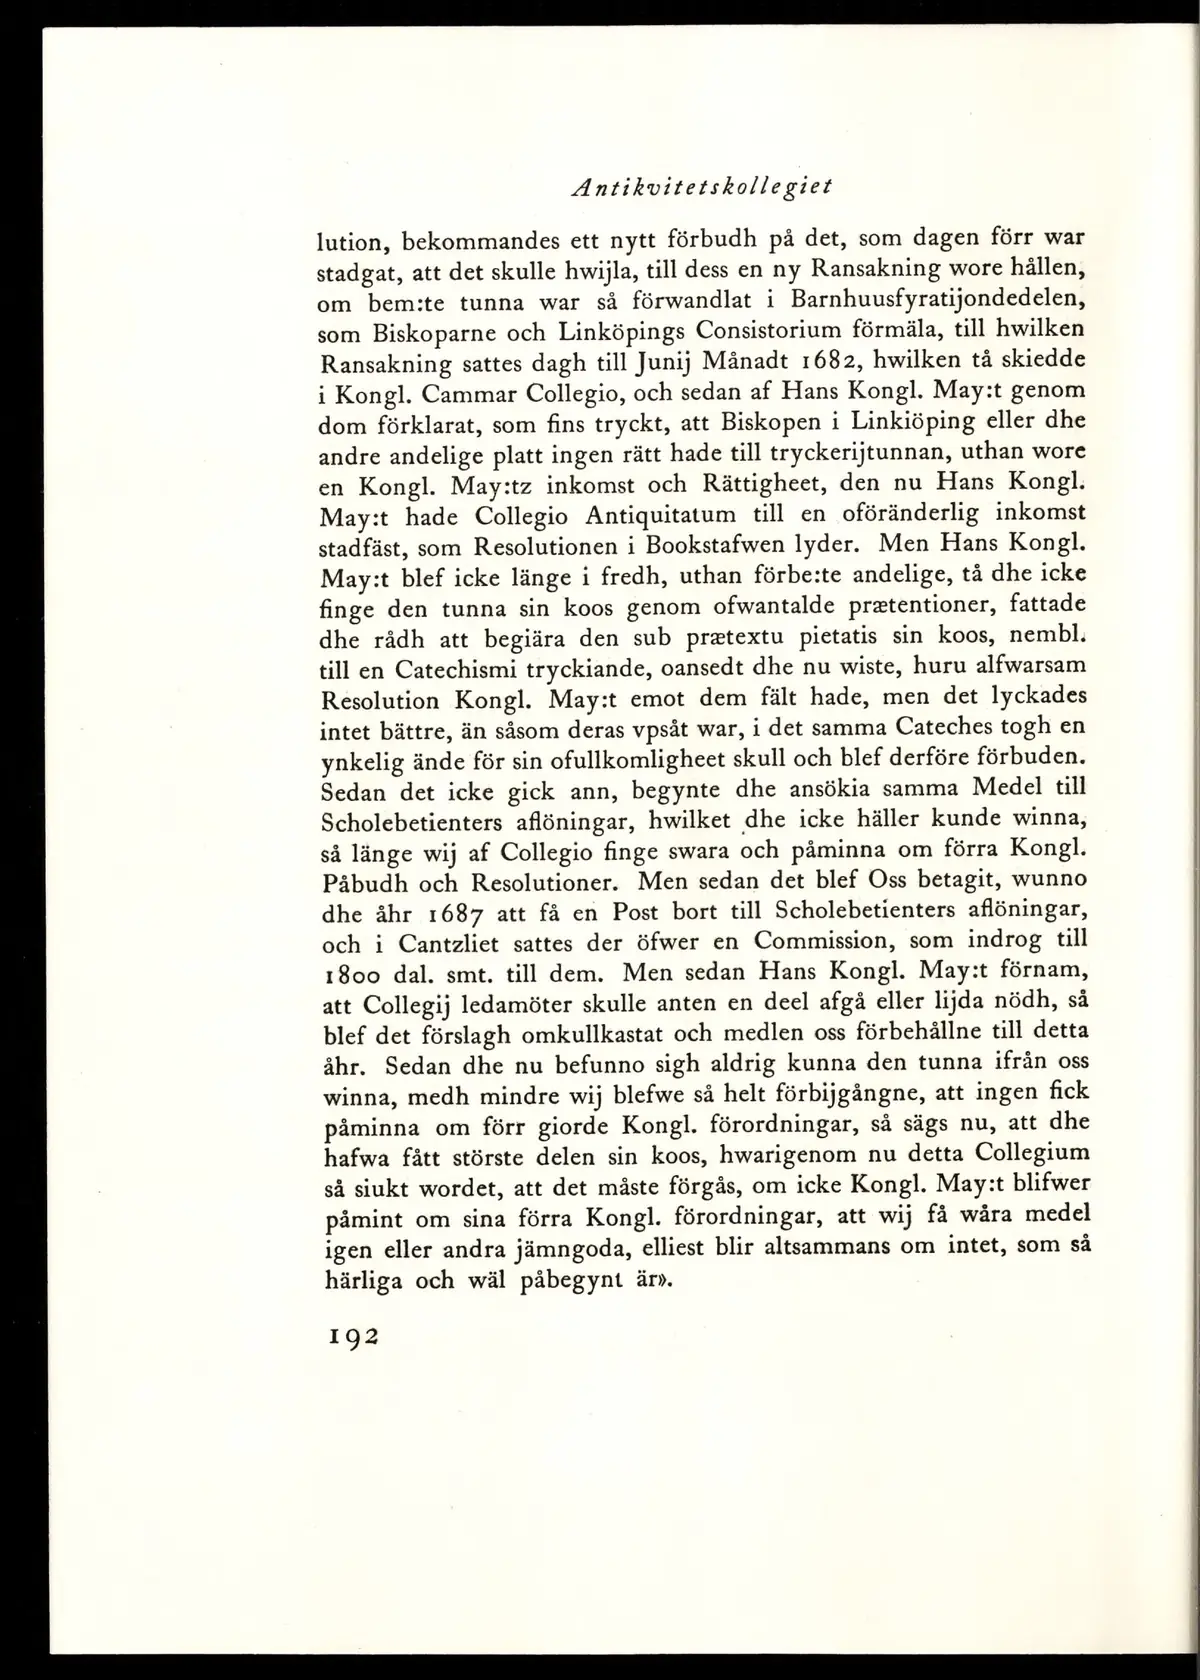 Antikvitetskollegiet
lution, bekommandes ett nytt förbudh på det, som dagen förr war
stadgat, att det skulle hwijla, till dess en ny Ransakning wore hållen,
om bem:te tunna war så förwandlat i Barnhuusfyratijondedelen,
som Biskoparne och Linköpings Consistorium förmäla, till hwilken
Ransakning sattes dagh till Junij Månadt 1682, hwilken tå skiedde
i Kongl. Cammar Collegio, och sedan af Hans Kongl. May:t genom
dom förklarat, som fins tryckt, att Biskopen i Linkiöping eller dhe
andre andelige platt ingen rätt hade till tryckerijtunnan, uthan wore
en Kongl. May:tz inkomst och Rättigheet, den nu Hans Kongl.
May:t hade Collegio Antiquitatum till en oföränderlig inkomst
stadfäst, som Resolutionen i Bookstafwen lyder. Men Hans Kongl.
May:t blef icke länge i fredh, uthan förbe:te andelige, tå dhe icke
finge den tunna sin koos genom ofwantalde prætentioner, fattade
dhe rådh att begiära den sub prætextu pietatis sin koos, nembl.
till en Catechismi tryckiande, oansedt dhe nu wiste, huru alfwarsam
Resolution Kongl. May:t emot dem fält hade, men det lyckades
intet bättre, än såsom deras vpsåt war, i det samma Cateches togh en
ynkelig ände för sin ofullkomligheet skull och blef derföre förbuden.
Sedan det icke gick ann, begynte dhe ansökia samma Medel till
Scholebetienters aflöningar, hwilket dhe icke häller kunde winna,
så länge wij af Collegio finge swara och påminna om förra Kongl.
Påbudh och Resolutioner. Men sedan det blef Oss betagit, wunno
dhe åhr 1687 att få en Post bort till Scholebetienters aflöningar,
och i Cantzliet sattes der öfwer en Commission, som indrog till
1800 dal. smt. till dem. Men sedan Hans Kongl. May:t förnam,
att Collegij ledamöter skulle anten en deel afgå eller lijda nödh, så
blef det förslagh omkullkastat och medlen oss förbehållne till detta
åhr. Sedan dhe nu befunno sigh aldrig kunna den tunna ifrån oss
winna, medh mindre wij blefwe så helt förbijgångne, att ingen fick
påminna om förr giorde Kongl. förordningar, så sägs nu, att dhe
hafwa fått störste delen sin koos, hwarigenom nu detta Collegium
så siukt wordet, att det måste förgås, om icke Kongl. May:t blifwer
påmint om sina förra Kongl. förordningar, att wij få wåra medel
igen eller andra jämngoda, elliest blir altsammans om intet, som så
härliga och wäl påbegynt är».
192